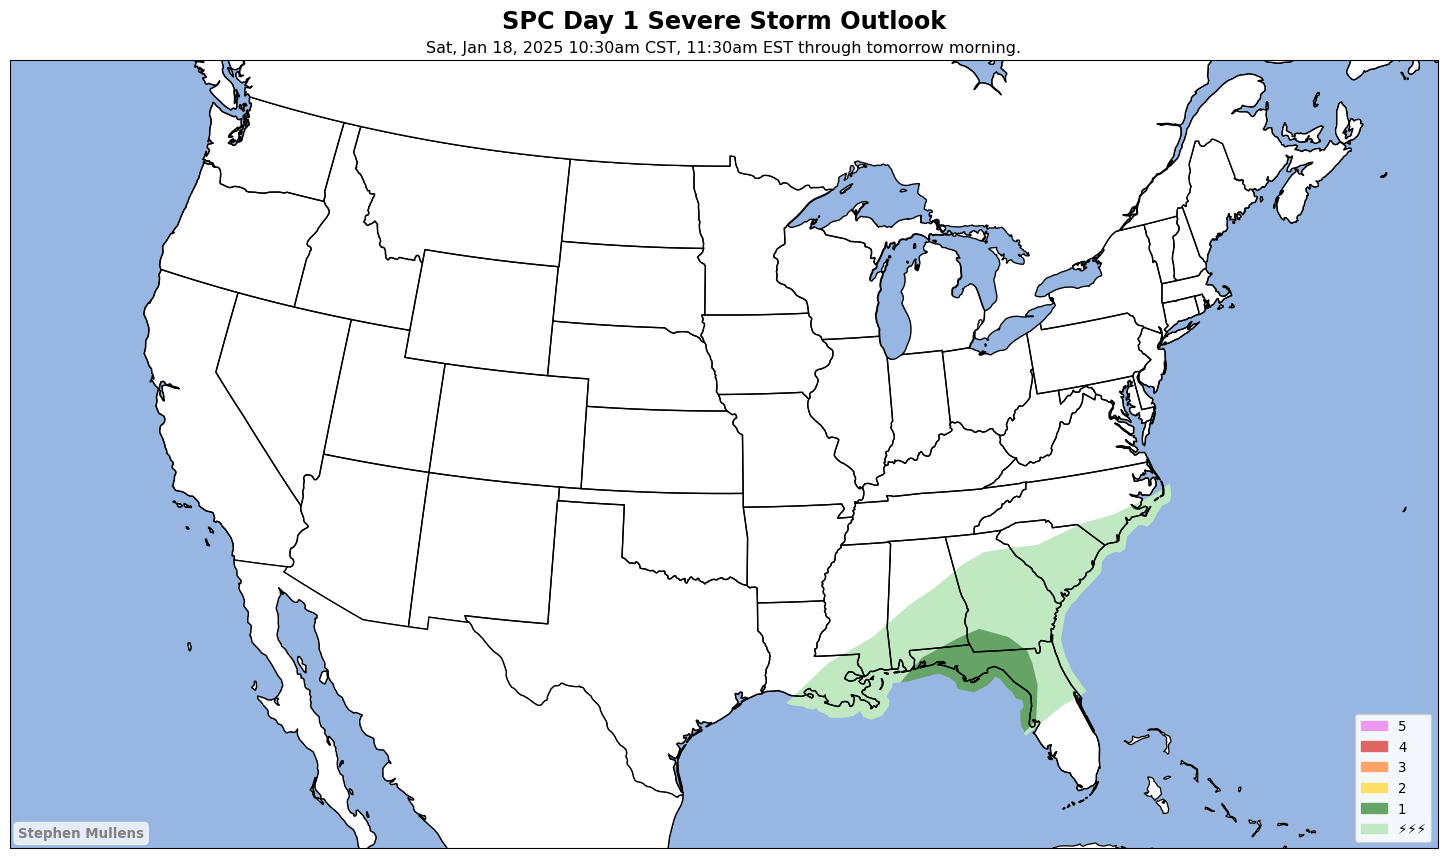 SPC Day 1 Severe Storm Outlook
Sat, Jan 18, 2025 10:30am CST, 11:30am EST through tomorrow morning.
5
4
3
2
1
⚡⚡⚡
Stephen Mullens